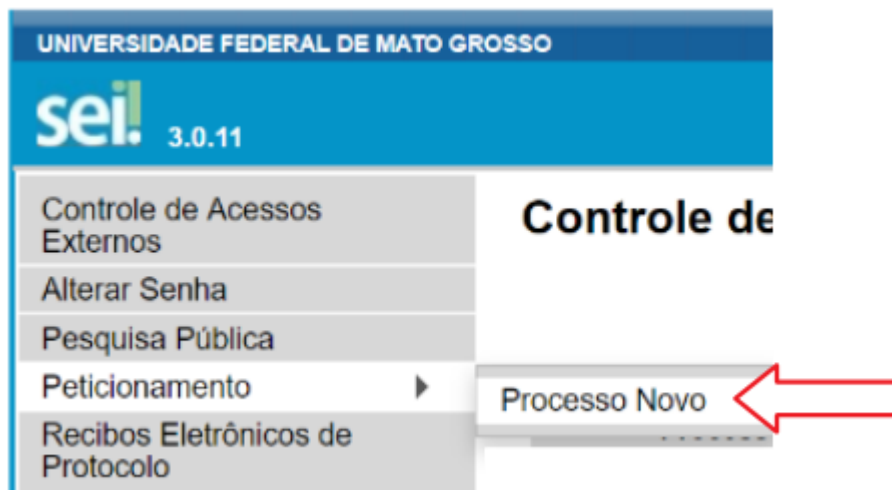 UNIVERSIDADE FEDERAL DE MATO GROSSO
sei! 3.0.11
Controle de Acessos
Externos
Alterar Senha
Pesquisa Pública
Peticionamento
Recibos Eletrônicos de
Protocolo
Controle de
Processo Novo